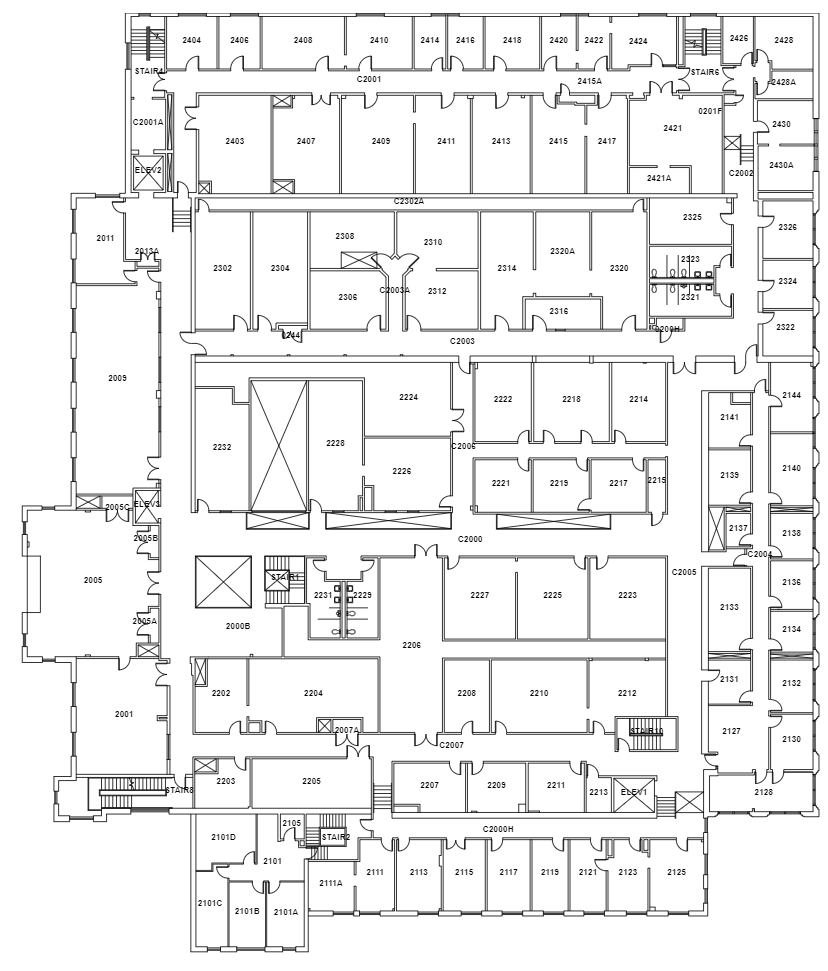 2404 2406 2408 2410 2414 2416 2418 2420 2422 2424 2426 2428
STAIR4 STAIR6
C2001 2415A 2428A
0201F
C2001A 2430
2403 2407 2409 2411 2413 2415 2417 2421
2430A
ELEV2 2421A C2002
C2302A
2325 2326
2011 2308 2310
2013A 2302 2304 2314 2320A 2320 2323
2324
C2003A 2312
2306 2321
2316
2322
0244 0200H
C2003
2009
2224 2222 2218 2214 2144
2141
2232 2228 C2006
2226 2139 2140
2221 2219 2217 2215
2005C ELEV3
2137 2138
2005B C2000
C2004
2005 STAIR1 C2005 2136
2231 2229 2227 2225 2223 2133
2005A 2000B 2134
2206
2202 2204 2208 2210 2212 2131 2132
2001
2007A STAIR10 2127 2130
C2007
2203 2205 2207 2209 2211 2213 ELEV1 2128
STAIR8
2105 C2000H
2101D STAIR2
2101
2111A 2111 2113 2115 2117 2119 2121 2123 2125
2101C 2101B 2101A